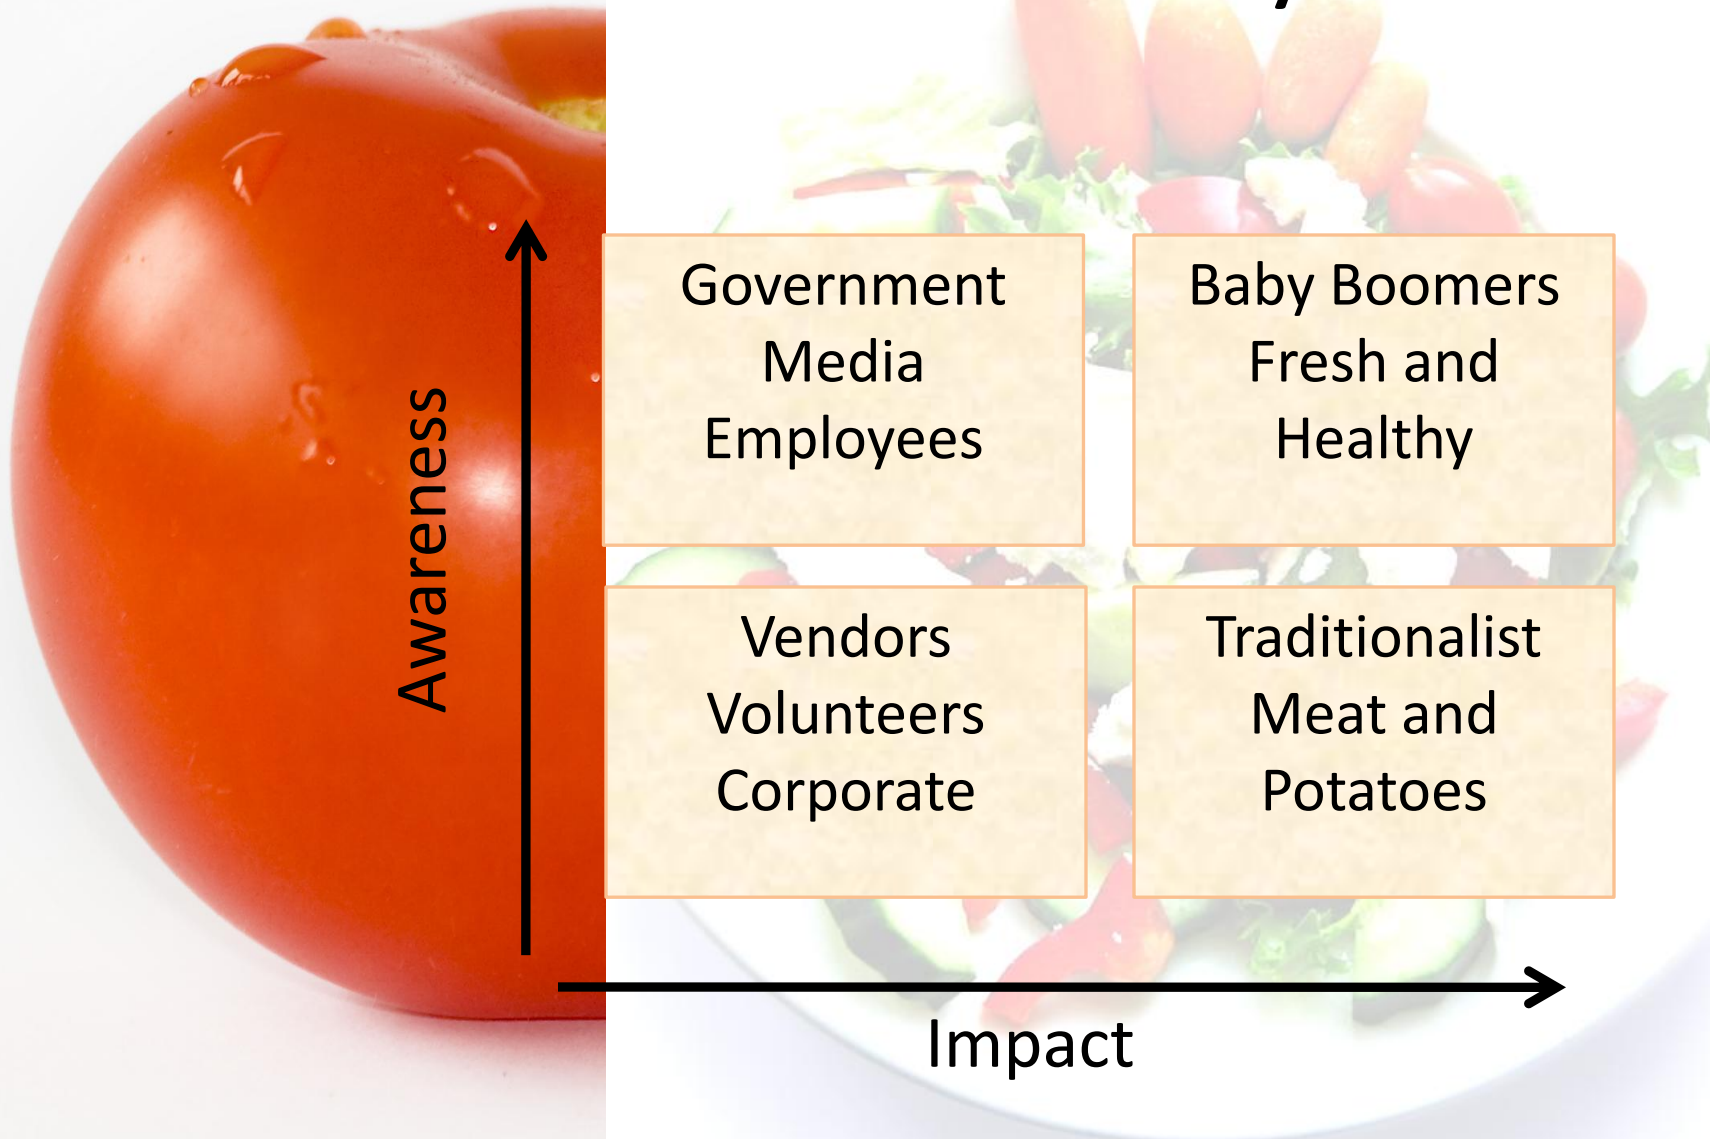 Government
Media
Employees
Baby Boomers
Fresh and
Healthy
Awareness
Vendors
Volunteers
Corporate
Traditionalist
Meat and
Potatoes
Impact